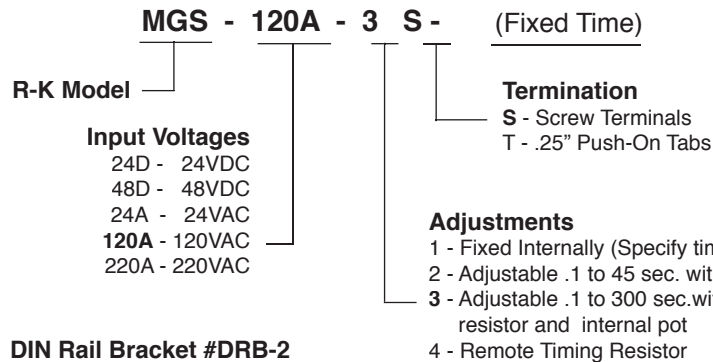 MGS - 120A - 3 S - (Fixed Time)
R-K Model
Termination
S - Screw Terminals
T - .25” Push-On Tabs
Input Voltages
24D - 24VDC
48D - 48VDC
24A - 24VAC
120A - 120VAC
220A - 220VAC
Adjustments
1 - Fixed Internally (Specify
2 - Adjustable .1 to 45 sec.
3 - Adjustable .1 to 300 sec.
resistor and internal pot
4 - Remote Timing Resistor
DIN Rail Bracket #DRB-2